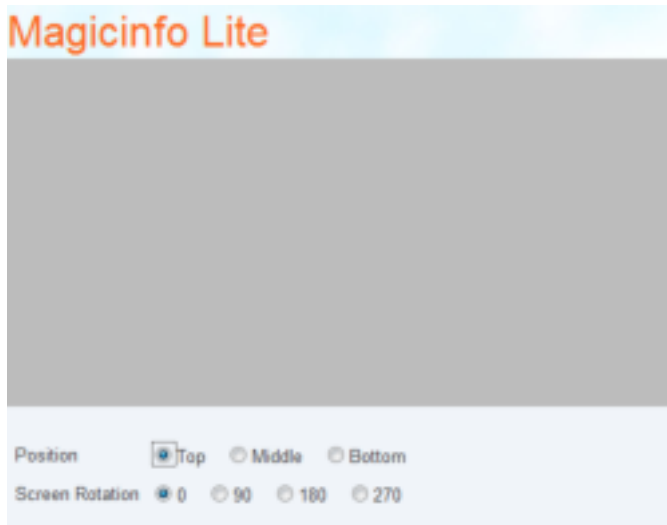 Magicinfo Lite
Position Top Middle Bottom
Screen Rotation 0 90 180 270